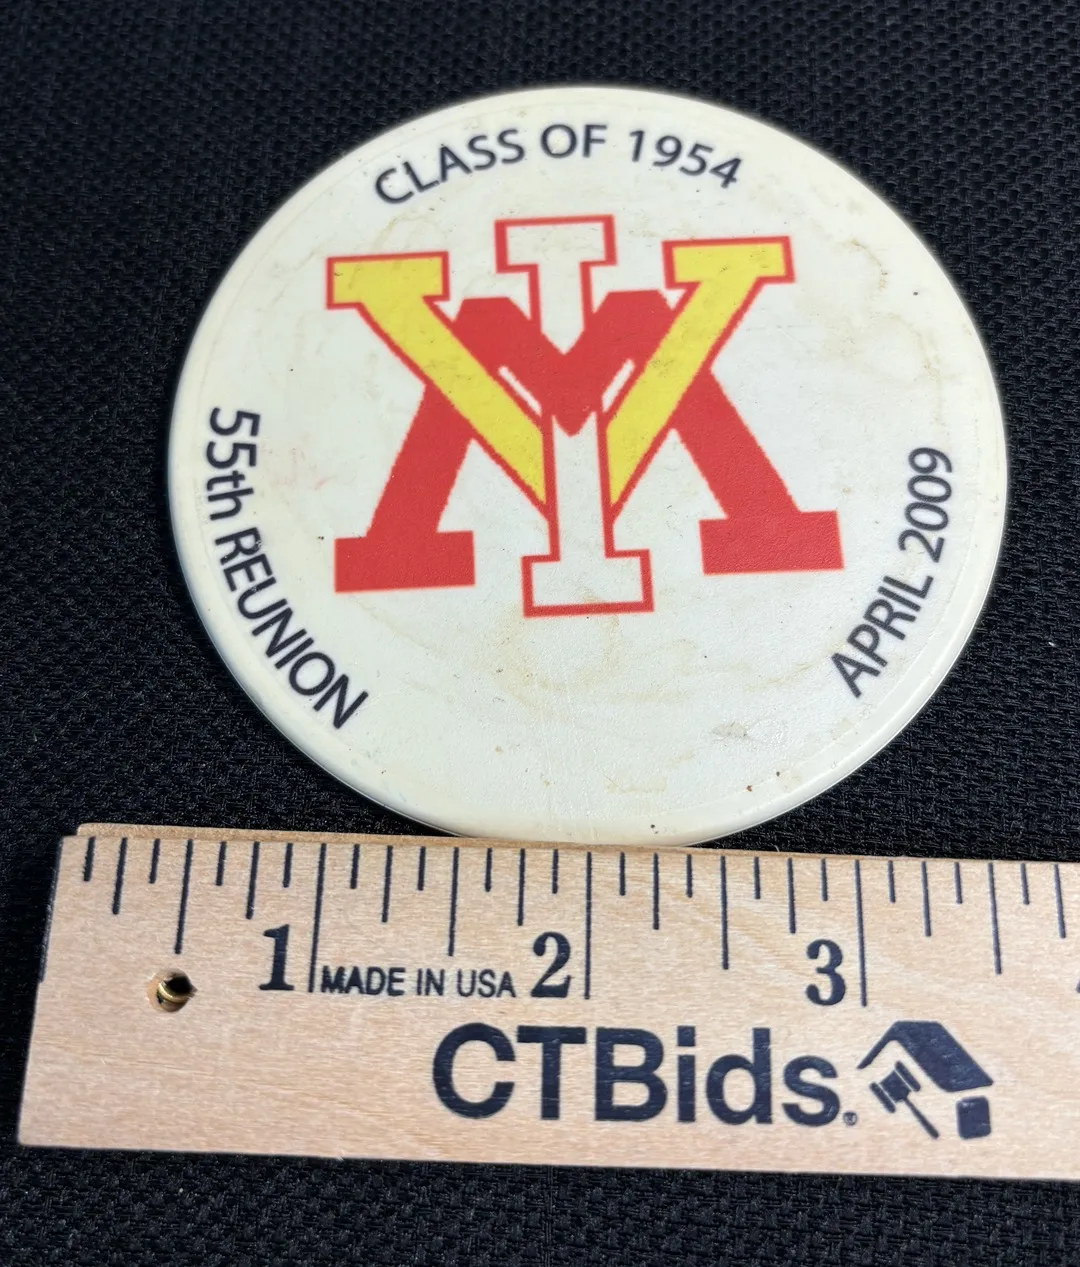 CLASS OF 1954
VMI
55th REUNION
APRIL 2009
1 MADE IN USA 2 3
CTBids.®